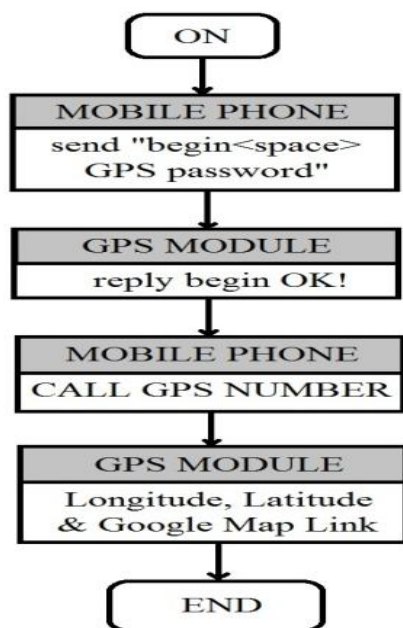 ON
MOBILE PHONE
send "begin<space>
GPS password"
GPS MODULE
reply begin OK!
MOBILE PHONE
CALL GPS NUMBER
GPS MODULE
Longitude, Latitude
& Google Map Link
END